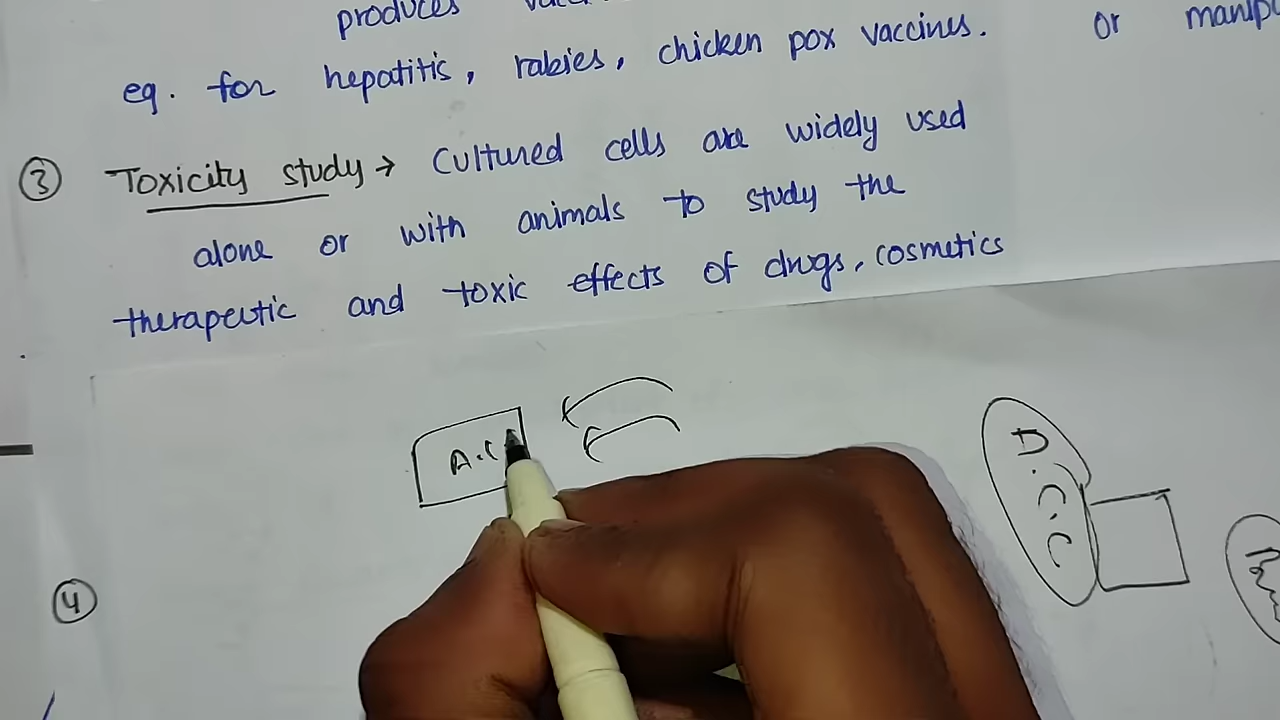 produces
eg. for hepatitis, rabies, chicken pox vaccines. or
③ Toxicity study → Cultured cells are widely used
alone or with animals to study the
therapeutic and toxic effects of drugs, cosmetics
A.C
A.C.C
④